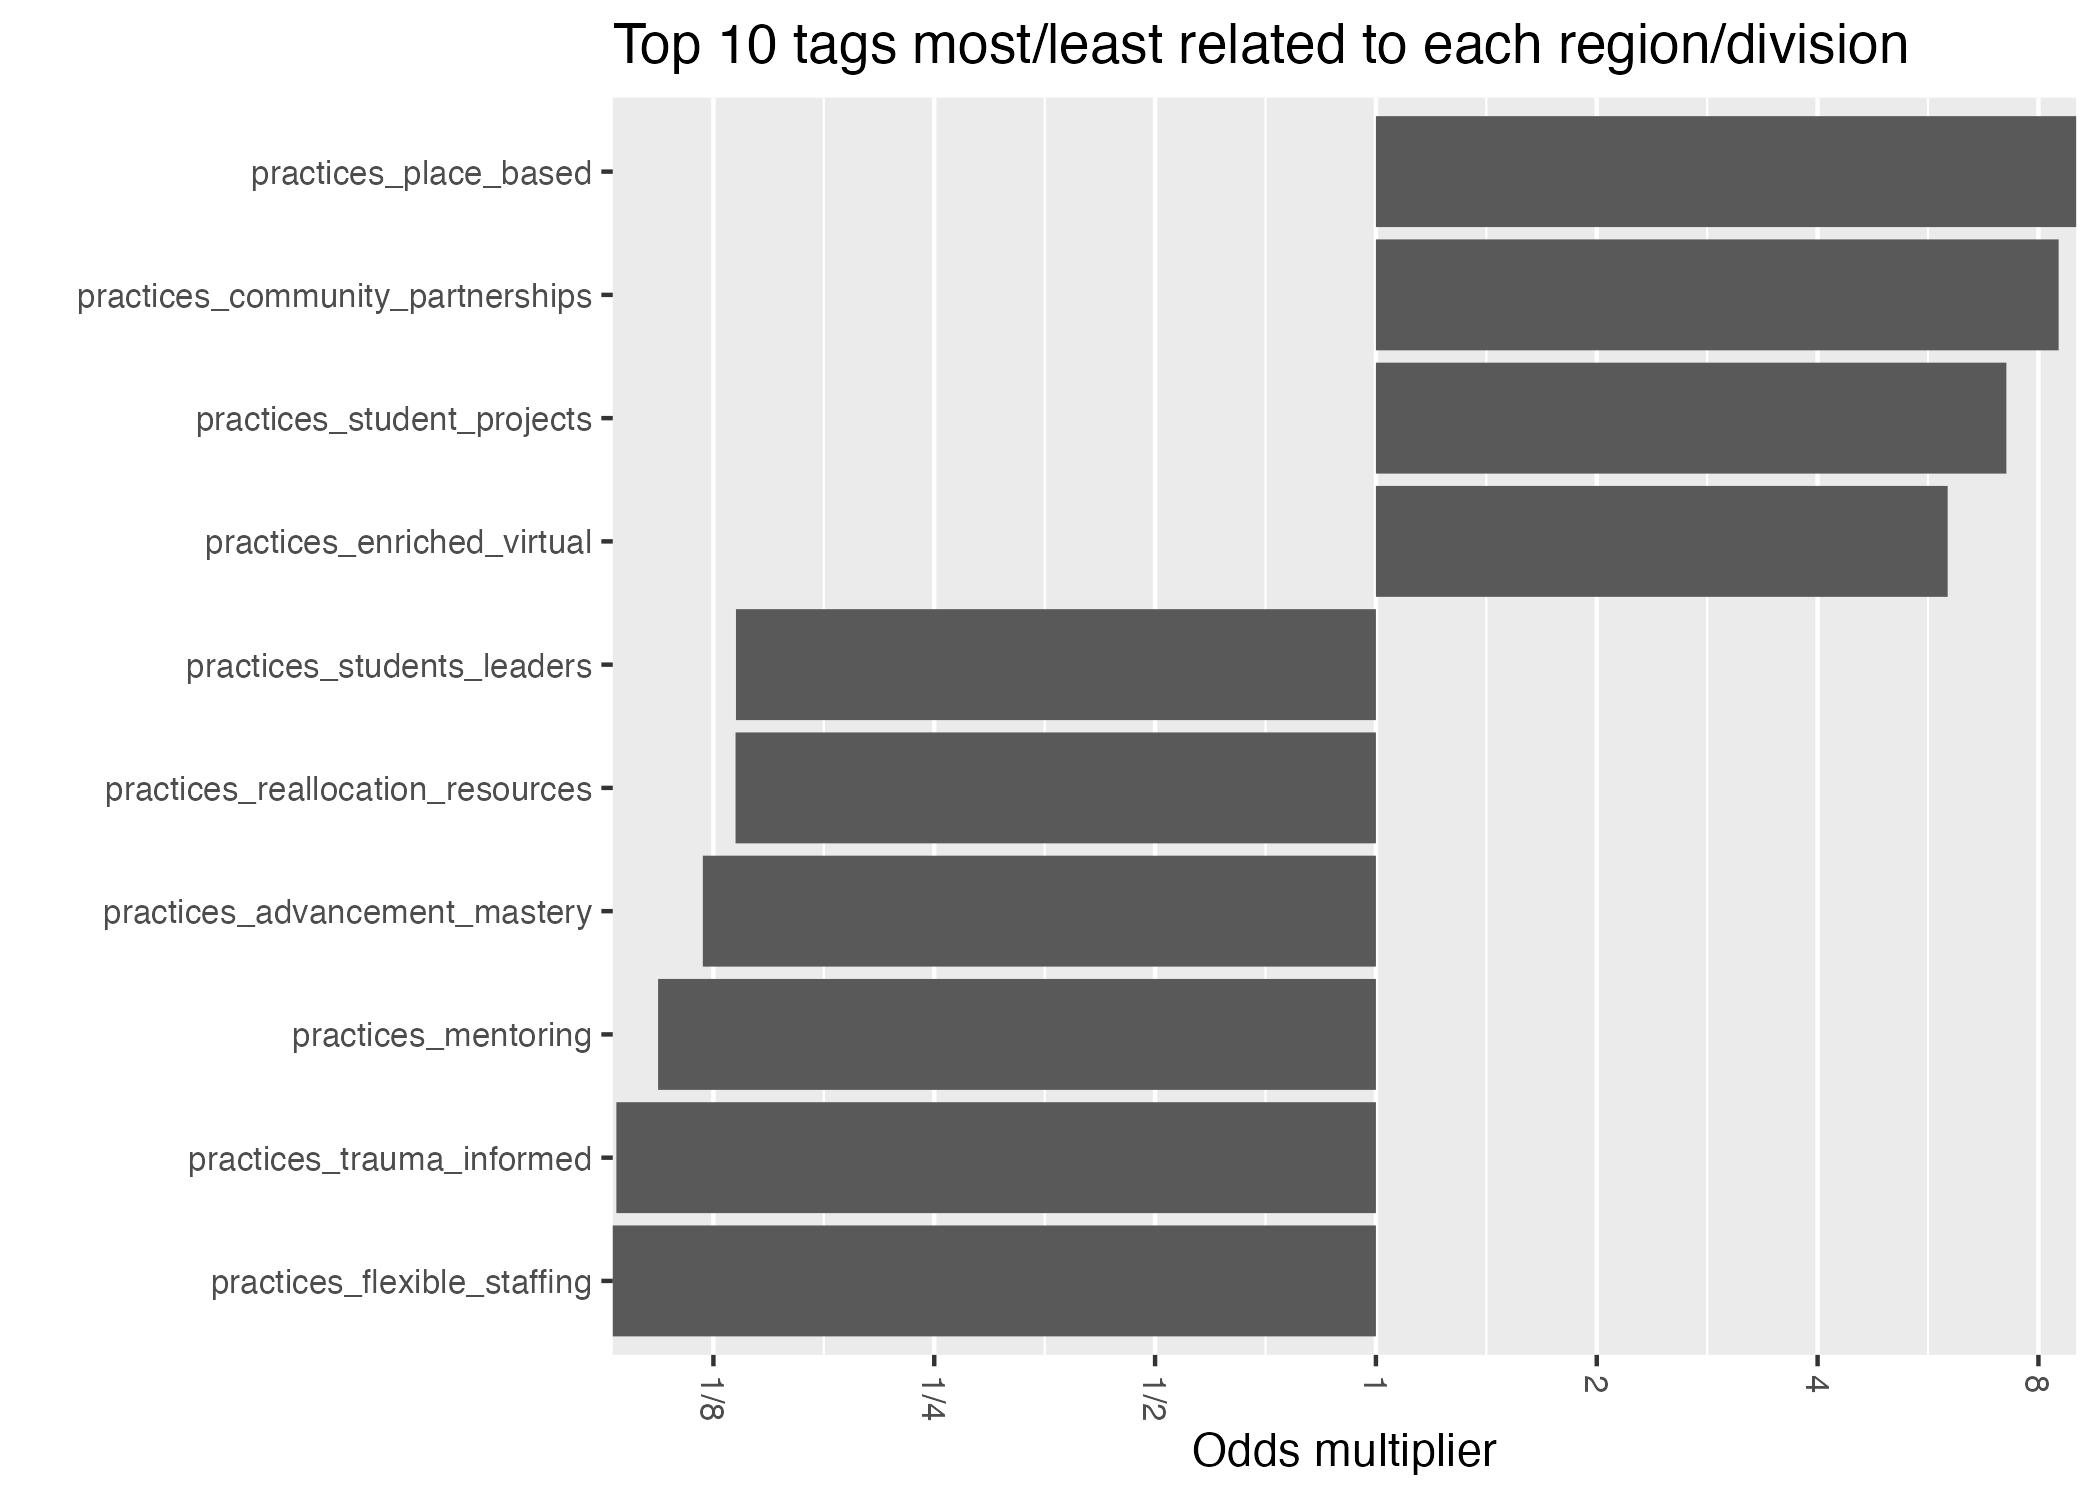 Top 10 tags most/least related to each region/division
practices_place_based
practices_community_partnerships
practices_student_projects
practices_enriched_virtual
practices_students_leaders
practices_reallocation_resources
practices_advancement_mastery
practices_mentoring
practices_trauma_informed
practices_flexible_staffing
1/8 1/4 1/2 1 2 4 8
Odds multiplier